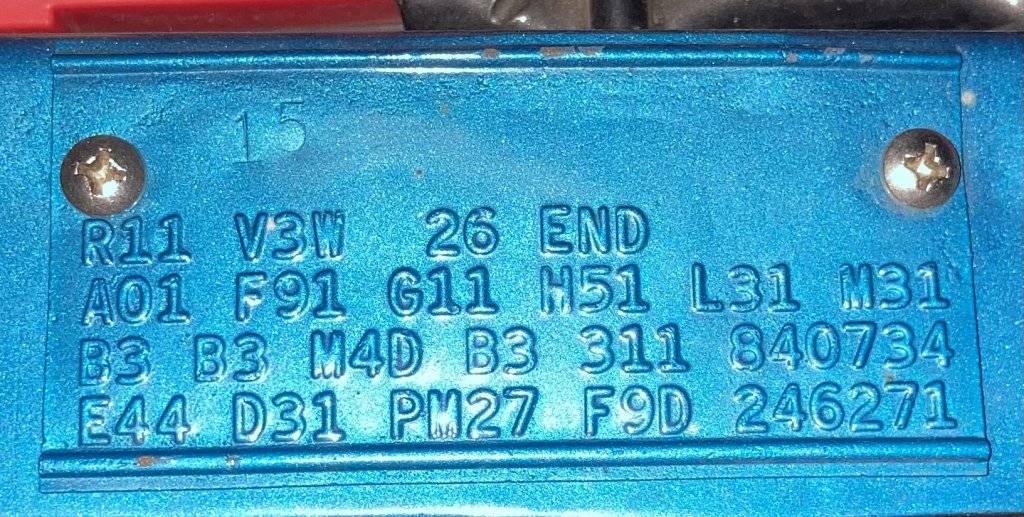 15
R11 V3W 26 END
A01 F91 G11 H51 L31 M31
B3 B3 M4D B3 311 840734
E44 D31 PM27 F9D 246271